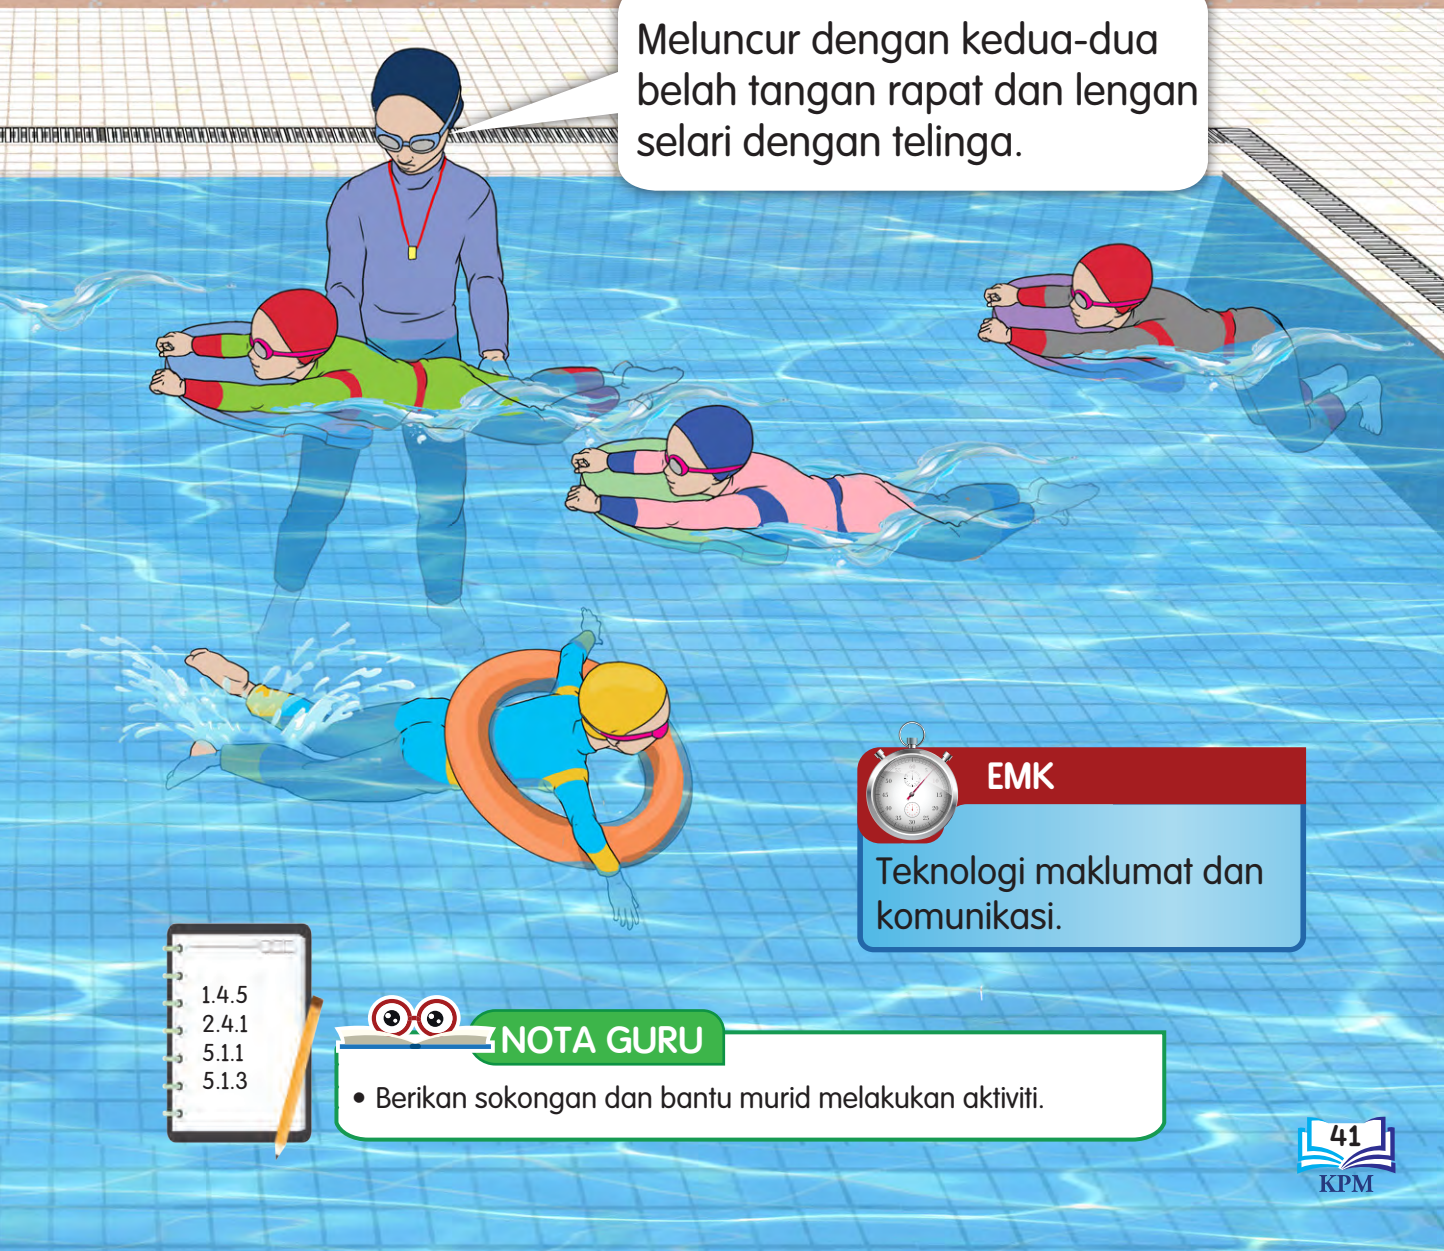 Meluncur dengan kedua-dua
belah tangan rapat dan lengan
selari dengan telinga.
EMK
Teknologi maklumat dan
komunikasi.
1.4.5
2.4.1
5.1.1
5.1.3
NOTA GURU
• Berikan sokongan dan bantu murid melakukan aktiviti.
41
KPM